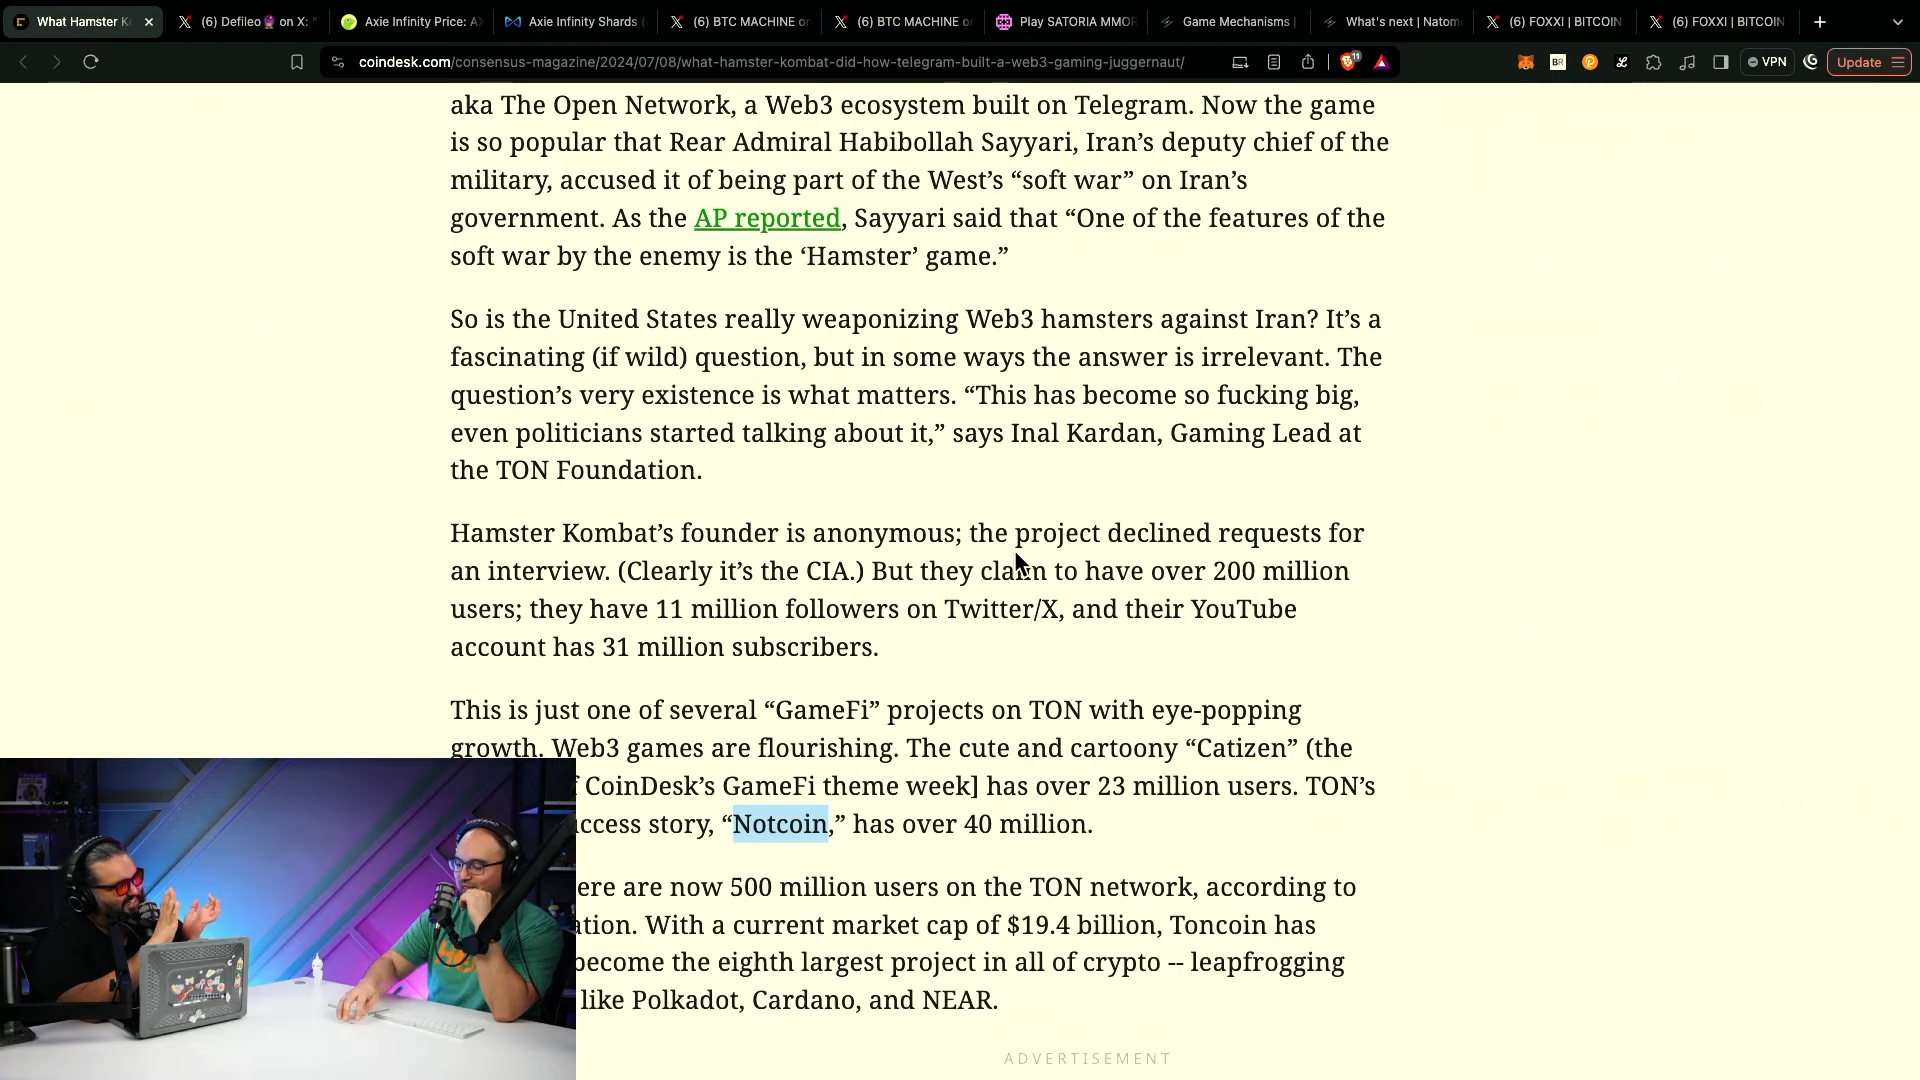 What Hamster K
(6) Defileo🔮 on X: "
Axie Infinity Price: A
Axie Infinity Shards (
(6) BTC MACHINE o
(6) BTC MACHINE o
Play SATORIA MMOR
Game Mechanisms |
What's next | Natom
(6) FOXXI | BITCOIN
(6) FOXXI | BITCOIN
coindesk.com/consensus-magazine/2024/07/08/what-hamster-kombat-did-how-telegram-built-a-web3-gaming-juggernaut/
11
BR
VPN
Update
aka The Open Network, a Web3 ecosystem built on Telegram. Now the game
is so popular that Rear Admiral Habibollah Sayyari, Iran’s deputy chief of the
military, accused it of being part of the West’s “soft war” on Iran’s
government. As the AP reported, Sayyari said that “One of the features of the
soft war by the enemy is the ‘Hamster’ game.”
So is the United States really weaponizing Web3 hamsters against Iran? It’s a
fascinating (if wild) question, but in some ways the answer is irrelevant. The
question’s very existence is what matters. “This has become so fucking big,
even politicians started talking about it,” says Inal Kardan, Gaming Lead at
the TON Foundation.
Hamster Kombat’s founder is anonymous; the project declined requests for
an interview. (Clearly it’s the CIA.) But they claim to have over 200 million
users; they have 11 million followers on Twitter/X, and their YouTube
account has 31 million subscribers.
This is just one of several “GameFi” projects on TON with eye-popping
growth. Web3 games are flourishing. The cute and cartoony “Catizen” (the
f CoinDesk’s GameFi theme week] has over 23 million users. TON’s
ccess story, “Notcoin,” has over 40 million.
ere are now 500 million users on the TON network, according to
ation. With a current market cap of $19.4 billion, Toncoin has
become the eighth largest project in all of crypto -- leapfrogging
like Polkadot, Cardano, and NEAR.
ADVERTISEMENT